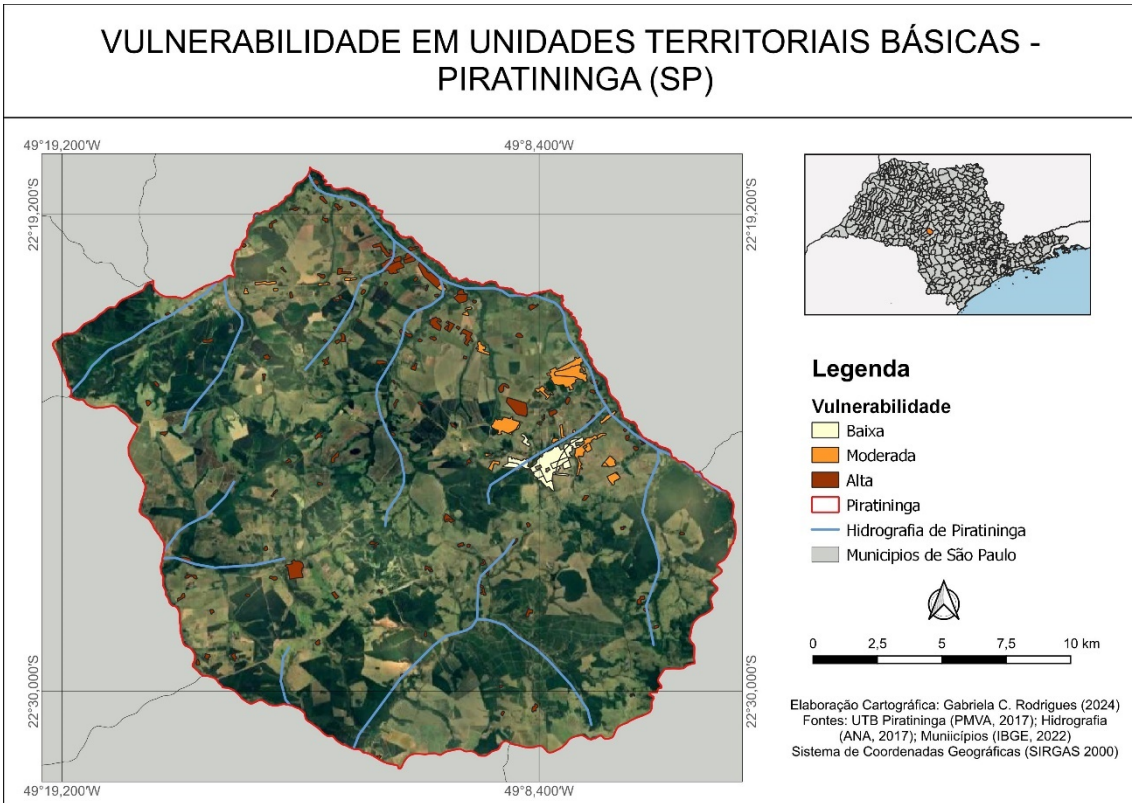 VULNERABILIDADE EM UNIDADES TERRITORIAIS BÁSICAS -
PIRATININGA (SP)
49°19,200'W
49°8,400'W
22°19,200'S
22°19,200'S
22°30,000'S
22°30,000'S
49°19,200'W
49°8,400'W
Legenda
Vulnerabilidade
Baixa
Moderada
Alta
Piratininga
Hidrografia de Piratininga
Municipios de São Paulo
0 2,5 5 7,5 10 km
Elaboração Cartográfica: Gabriela C. Rodrigues (2024)
Fontes: UTB Piratininga (PMVA, 2017); Hidrografia
(ANA, 2017); Muniicípios (IBGE, 2022)
Sistema de Coordenadas Geográficas (SIRGAS 2000)